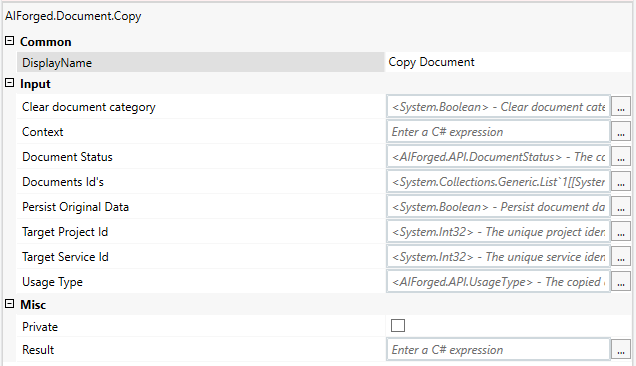 AIForged.Document.Copy
Common
DisplayName Copy Document
Input
Clear document category <System.Boolean> - Clear document cate ...
Context Enter a C# expression ...
Document Status <AIForged.API.DocumentStatus> - The co ...
Documents Id's <System.Collections.Generic.List`1[[System ...
Persist Original Data <System.Boolean> - Persist document da ...
Target Project Id <System.Int32> - The unique project iden ...
Target Service Id <System.Int32> - The unique service iden ...
Usage Type <AIForged.API.UsageType> - The copied ...
Misc
Private
Result Enter a C# expression ...